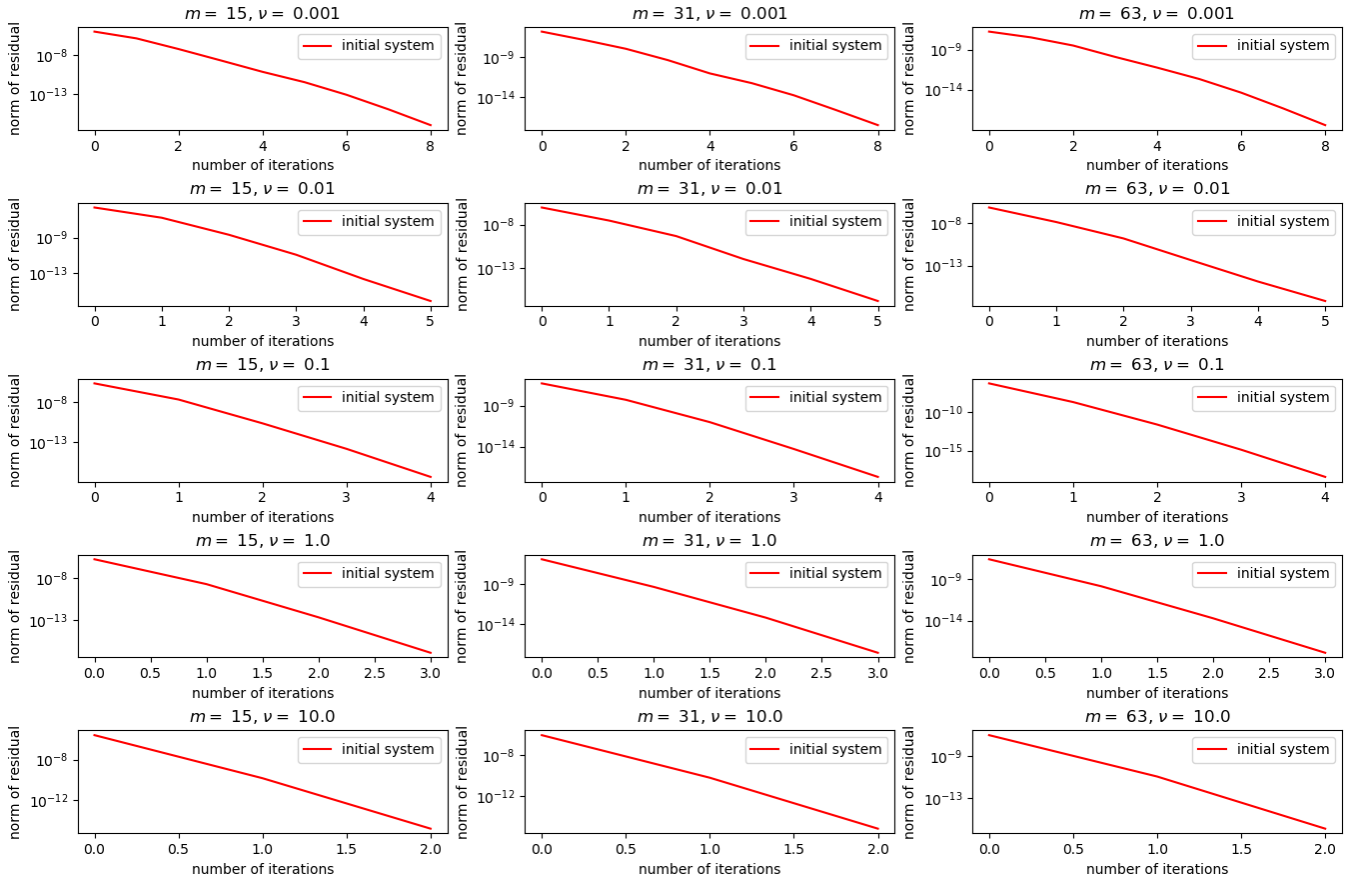 m = 15, ν = 0.001
norm of residual
10⁻⁸
10⁻¹³
initial system
0 2 4 6 8
number of iterations
m = 31, ν = 0.001
norm of residual
10⁻⁹
10⁻¹⁴
initial system
0 2 4 6 8
number of iterations
m = 63, ν = 0.001
norm of residual
10⁻⁹
10⁻¹⁴
initial system
0 2 4 6 8
number of iterations
m = 15, ν = 0.01
norm of residual
10⁻⁹
10⁻¹³
initial system
0 1 2 3 4 5
number of iterations
m = 31, ν = 0.01
norm of residual
10⁻⁸
10⁻¹³
initial system
0 1 2 3 4 5
number of iterations
m = 63, ν = 0.01
norm of residual
10⁻⁸
10⁻¹³
initial system
0 1 2 3 4 5
number of iterations
m = 15, ν = 0.1
norm of residual
10⁻⁸
10⁻¹³
initial system
0 1 2 3 4
number of iterations
m = 31, ν = 0.1
norm of residual
10⁻⁹
10⁻¹⁴
initial system
0 1 2 3 4
number of iterations
m = 63, ν = 0.1
norm of residual
10⁻¹⁰
10⁻¹⁵
initial system
0 1 2 3 4
number of iterations
m = 15, ν = 1.0
norm of residual
10⁻⁸
10⁻¹³
initial system
0.0 0.5 1.0 1.5 2.0 2.5 3.0
number of iterations
m = 31, ν = 1.0
norm of residual
10⁻⁹
10⁻¹⁴
initial system
0.0 0.5 1.0 1.5 2.0 2.5 3.0
number of iterations
m = 63, ν = 1.0
norm of residual
10⁻⁹
10⁻¹⁴
initial system
0.0 0.5 1.0 1.5 2.0 2.5 3.0
number of iterations
m = 15, ν = 10.0
norm of residual
10⁻⁸
10⁻¹²
initial system
0.0 0.5 1.0 1.5 2.0
number of iterations
m = 31, ν = 10.0
norm of residual
10⁻⁸
10⁻¹²
initial system
0.0 0.5 1.0 1.5 2.0
number of iterations
m = 63, ν = 10.0
norm of residual
10⁻⁹
10⁻¹³
initial system
0.0 0.5 1.0 1.5 2.0
number of iterations